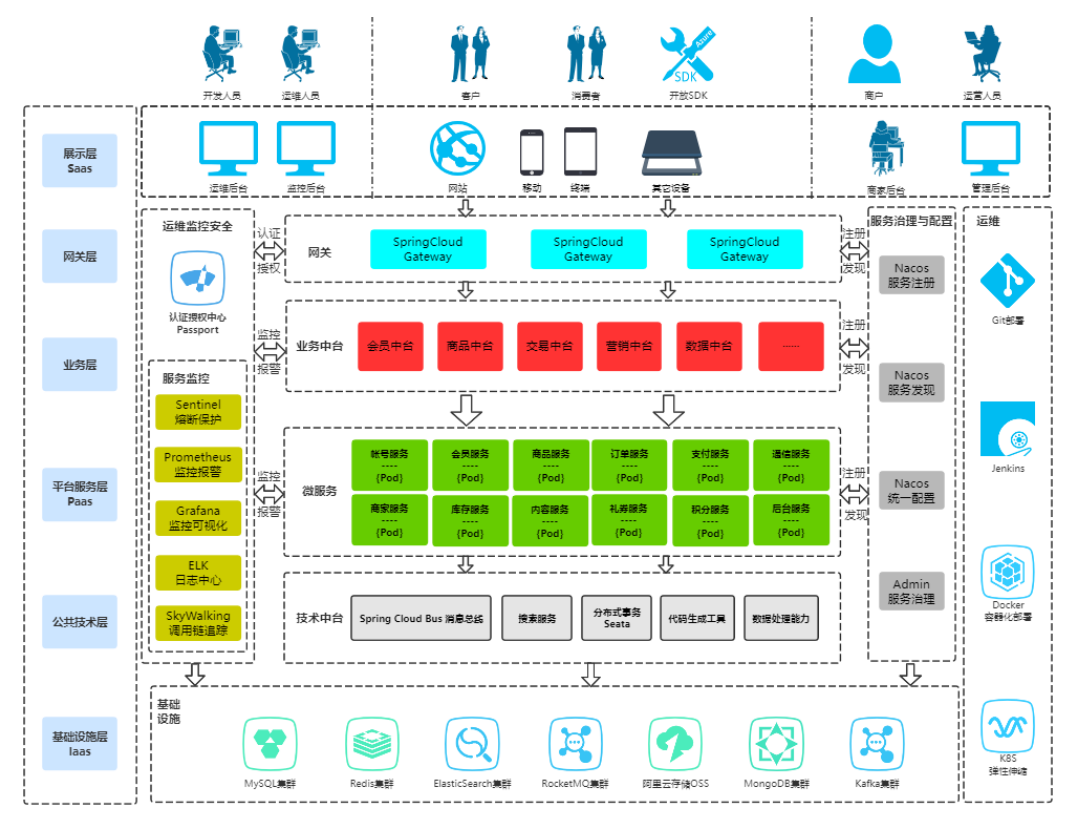 开发人员
运维人员
客户
消费者
Azure
SDK
开放SDK
商户
运营人员
展示层
Saas
运维后台
监控后台
网站
移动
终端
其它设备
商家后台
管理后台
网关层
业务层
平台服务层
Paas
公共技术层
基础设施层
Iaas
运维监控安全
认证授权中心
Passport
服务监控
Sentinel
熔断保护
Prometheus
监控报警
Grafana
监控可视化
ELK
日志中心
SkyWalking
调用链追踪
认证
授权
监控
报警
监控
报警
网关
SpringCloud
Gateway
SpringCloud
Gateway
SpringCloud
Gateway
业务中台
会员中台
商品中台
交易中台
营销中台
数据中台
......
微服务
帐号服务
----
{Pod}
会员服务
----
{Pod}
商品服务
----
{Pod}
订单服务
----
{Pod}
支付服务
----
{Pod}
通信服务
----
{Pod}
商家服务
----
{Pod}
库存服务
----
{Pod}
内容服务
----
{Pod}
礼券服务
----
{Pod}
积分服务
----
{Pod}
后台服务
----
{Pod}
技术中台
Spring Cloud Bus 消息总线
搜索服务
分布式事务
Seata
代码生成工具
数据处理能力
注册
发现
注册
发现
注册
发现
服务治理与配置
Nacos
服务注册
Nacos
服务发现
Nacos
统一配置
Admin
服务治理
运维
Git部署
Jenkins
Docker
容器化部署
K8S
弹性伸缩
基础
设施
MySQL集群
Redis集群
ElasticSearch集群
RocketMQ集群
阿里云存储OSS
MongoDB集群
Kafka集群